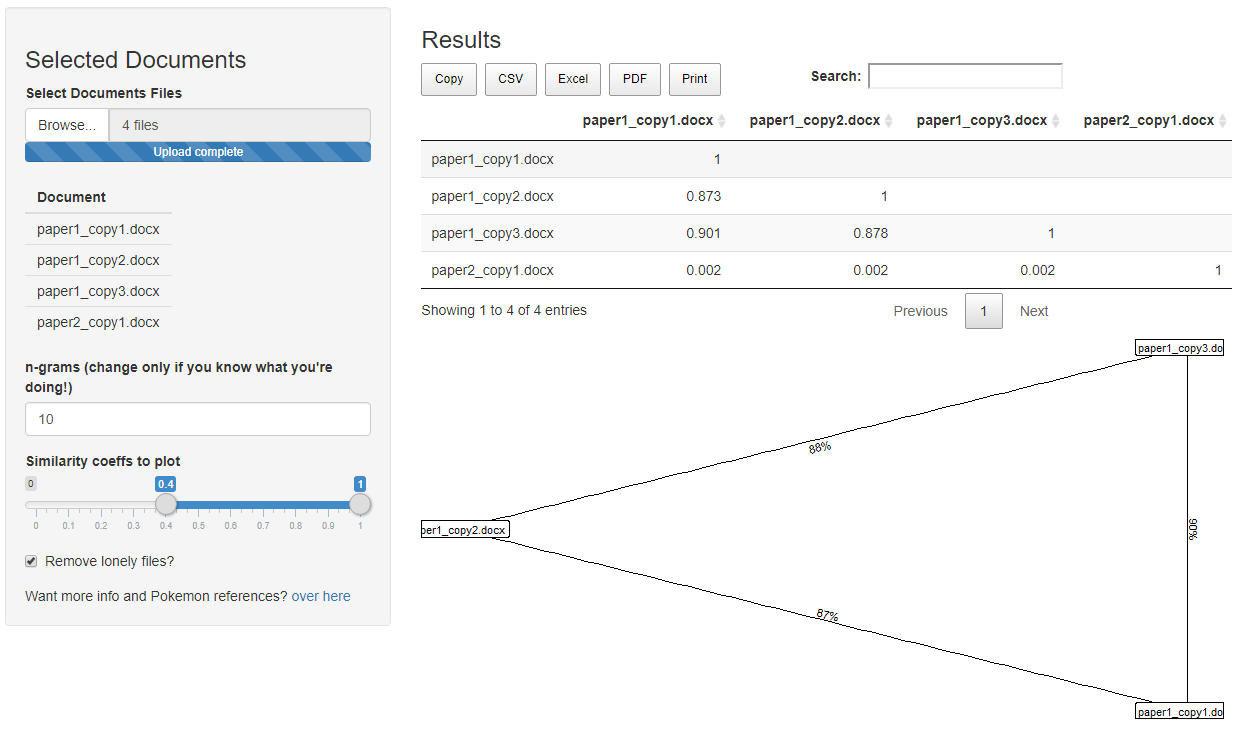 Selected Documents
Select Documents Files
Browse... 4 files
Upload complete
Document
paper1_copy1.docx
paper1_copy2.docx
paper1_copy3.docx
paper2_copy1.docx
n-grams (change only if you know what you're
doing!)
10
Similarity coeffs to plot
0 0.4 1
0 0.1 0.2 0.3 0.4 0.5 0.6 0.7 0.8 0.9 1
Remove lonely files?
Want more info and Pokemon references? over here
Results
Copy CSV Excel PDF Print Search:
paper1_copy1.docx paper1_copy2.docx paper1_copy3.docx paper2_copy1.docx
paper1_copy1.docx 1
paper1_copy2.docx 0.873 1
paper1_copy3.docx 0.901 0.878 1
paper2_copy1.docx 0.002 0.002 0.002 1
Showing 1 to 4 of 4 entries Previous 1 Next
paper1_copy3.do
88%
per1_copy2.docx
90%
87%
paper1_copy1.do